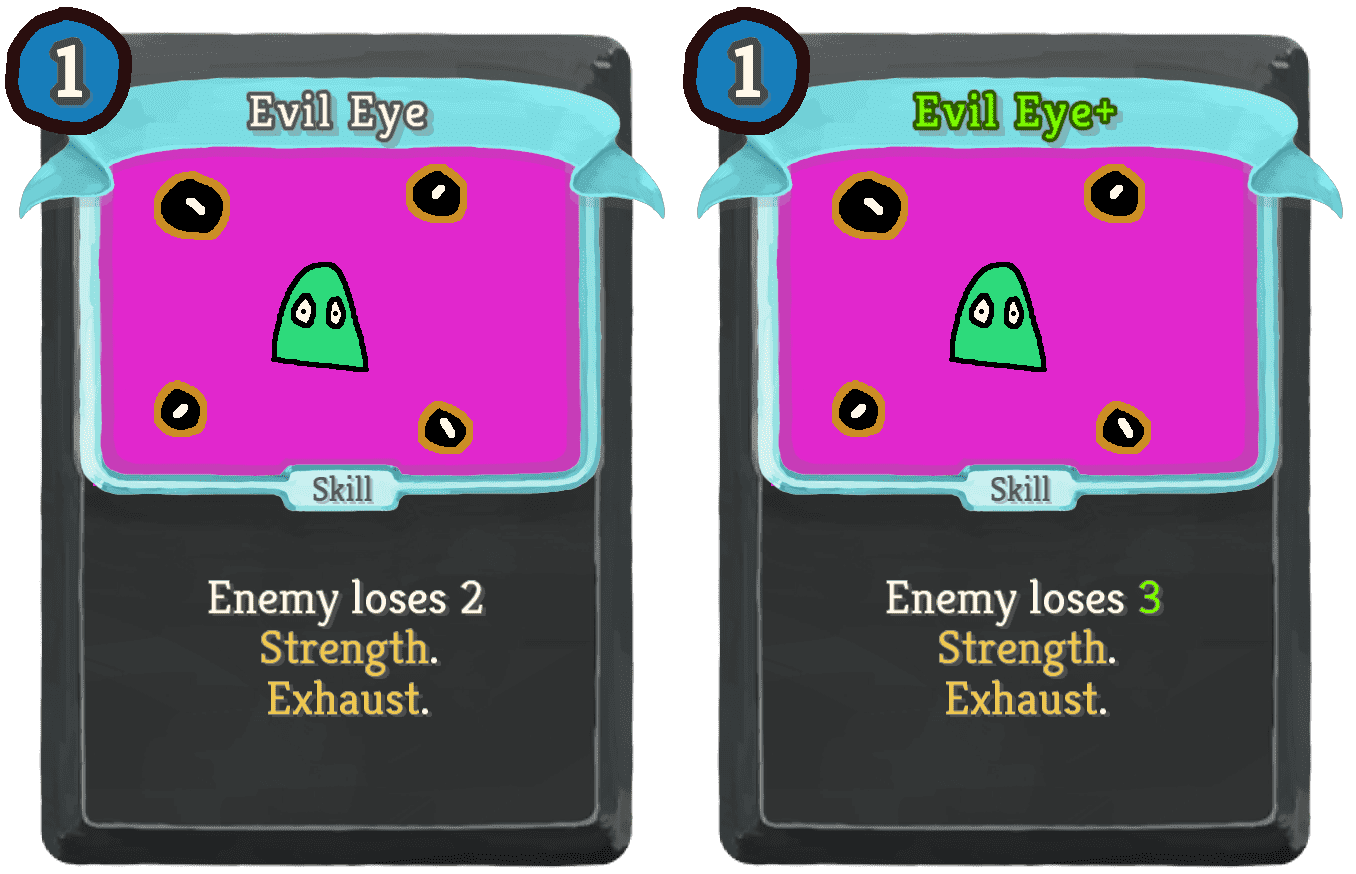 1
Evil Eye
Skill
Enemy loses 2
Strength.
Exhaust.
1
Evil Eye+
Skill
Enemy loses 3
Strength.
Exhaust.